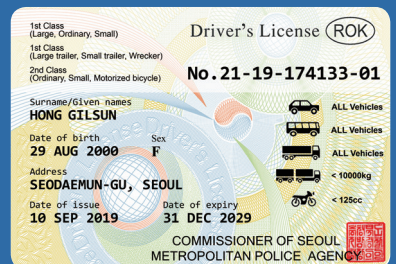 1st Class
(Large, Ordinary, Small)
Driver's License ROK
1st Class
(Large trailer, Small trailer, Wrecker)
2nd Class
(Ordinary, Small, Motorized bicycle)
No.21-19-174133-01
Surname/Given names
HONG GILSUN
ALL Vehicles
Date of birth Sex
29 AUG 2000 F
ALL Vehicles
ALL Vehicles
Address
SEODAEMUN-GU, SEOUL
< 10000kg
Date of issue Date of expiry
10 SEP 2019 31 DEC 2029
< 125cc
COMMISSIONER OF SEOUL
METROPOLITAN POLICE AGENCY